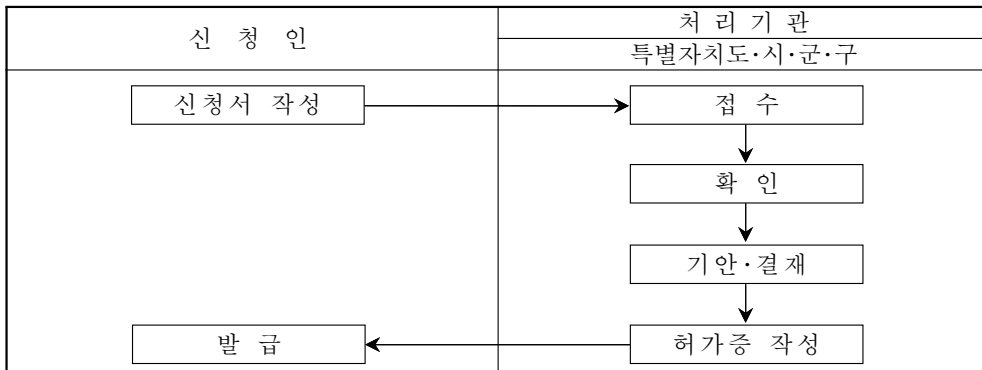 신 청 인
처 리 기 관
특별자치도·시·군·구
신청서 작성
접 수
확 인
기안·결재
발 급
허가증 작성